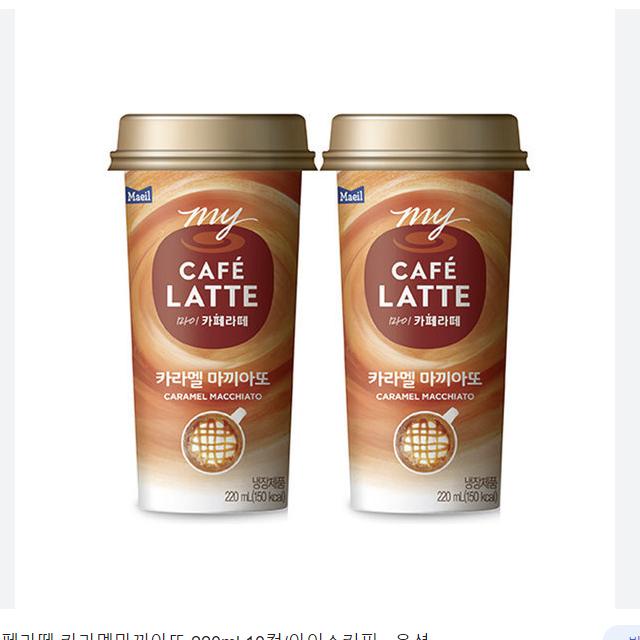 Maeil
my
CAFÉ
LATTE
마이 카페라떼
카라멜 마끼아또
CARAMEL MACCHIATO
냉장제품
220 mL(150 kcal)
Maeil
my
CAFÉ
LATTE
마이 카페라떼
카라멜 마끼아또
CARAMEL MACCHIATO
냉장제품
220 mL(150 kcal)